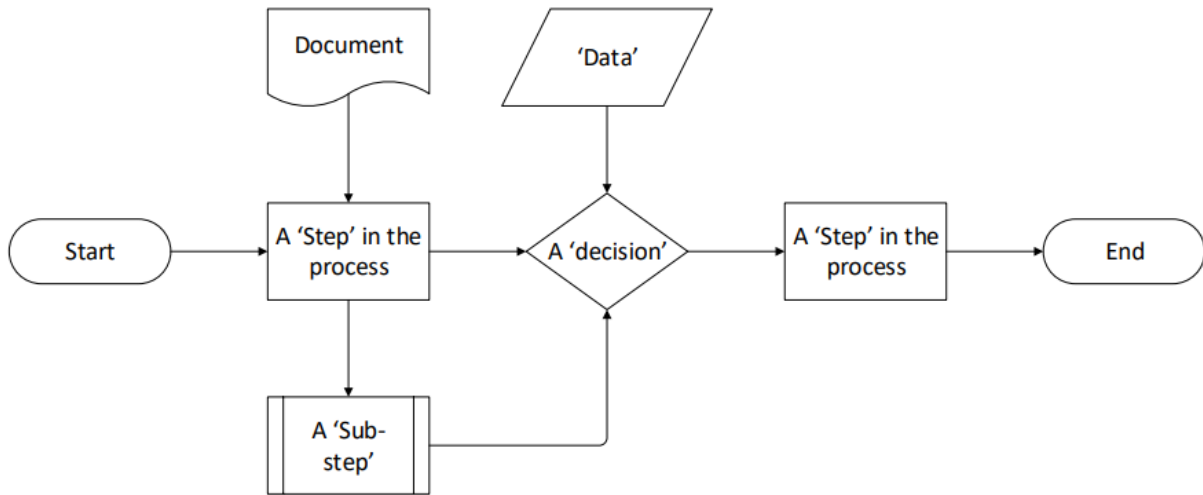 Document
‘Data’
Start
A ‘Step’ in the
process
A ‘decision’
A ‘Step’ in the
process
End
A ‘Sub-
step’